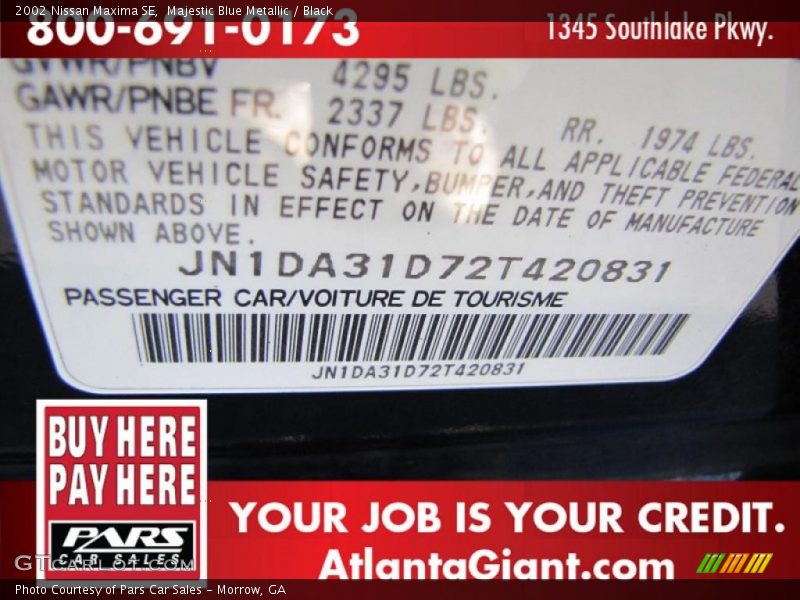 2002 Nissan Maxima SE, Majestic Blue Metallic / Black
800-691-0173 1345 Southlake Pkwy.
GVWR/PNBV 4295 LBS.
GAWR/PNBE FR. 2337 LBS. RR. 1974 LBS.
THIS VEHICLE CONFORMS TO ALL APPLICABLE FEDERAL
MOTOR VEHICLE SAFETY, BUMPER, AND THEFT PREVENTION
STANDARDS IN EFFECT ON THE DATE OF MANUFACTURE
SHOWN ABOVE.
JN1DA31D72T420831
PASSENGER CAR/VOITURE DE TOURISME
JN1DA31D72T420831
BUY HERE
PAY HERE
PARS
CAR SALES
YOUR JOB IS YOUR CREDIT.
AtlantaGiant.com
GTCARLOT.COM
Photo Courtesy of Pars Car Sales - Morrow, GA